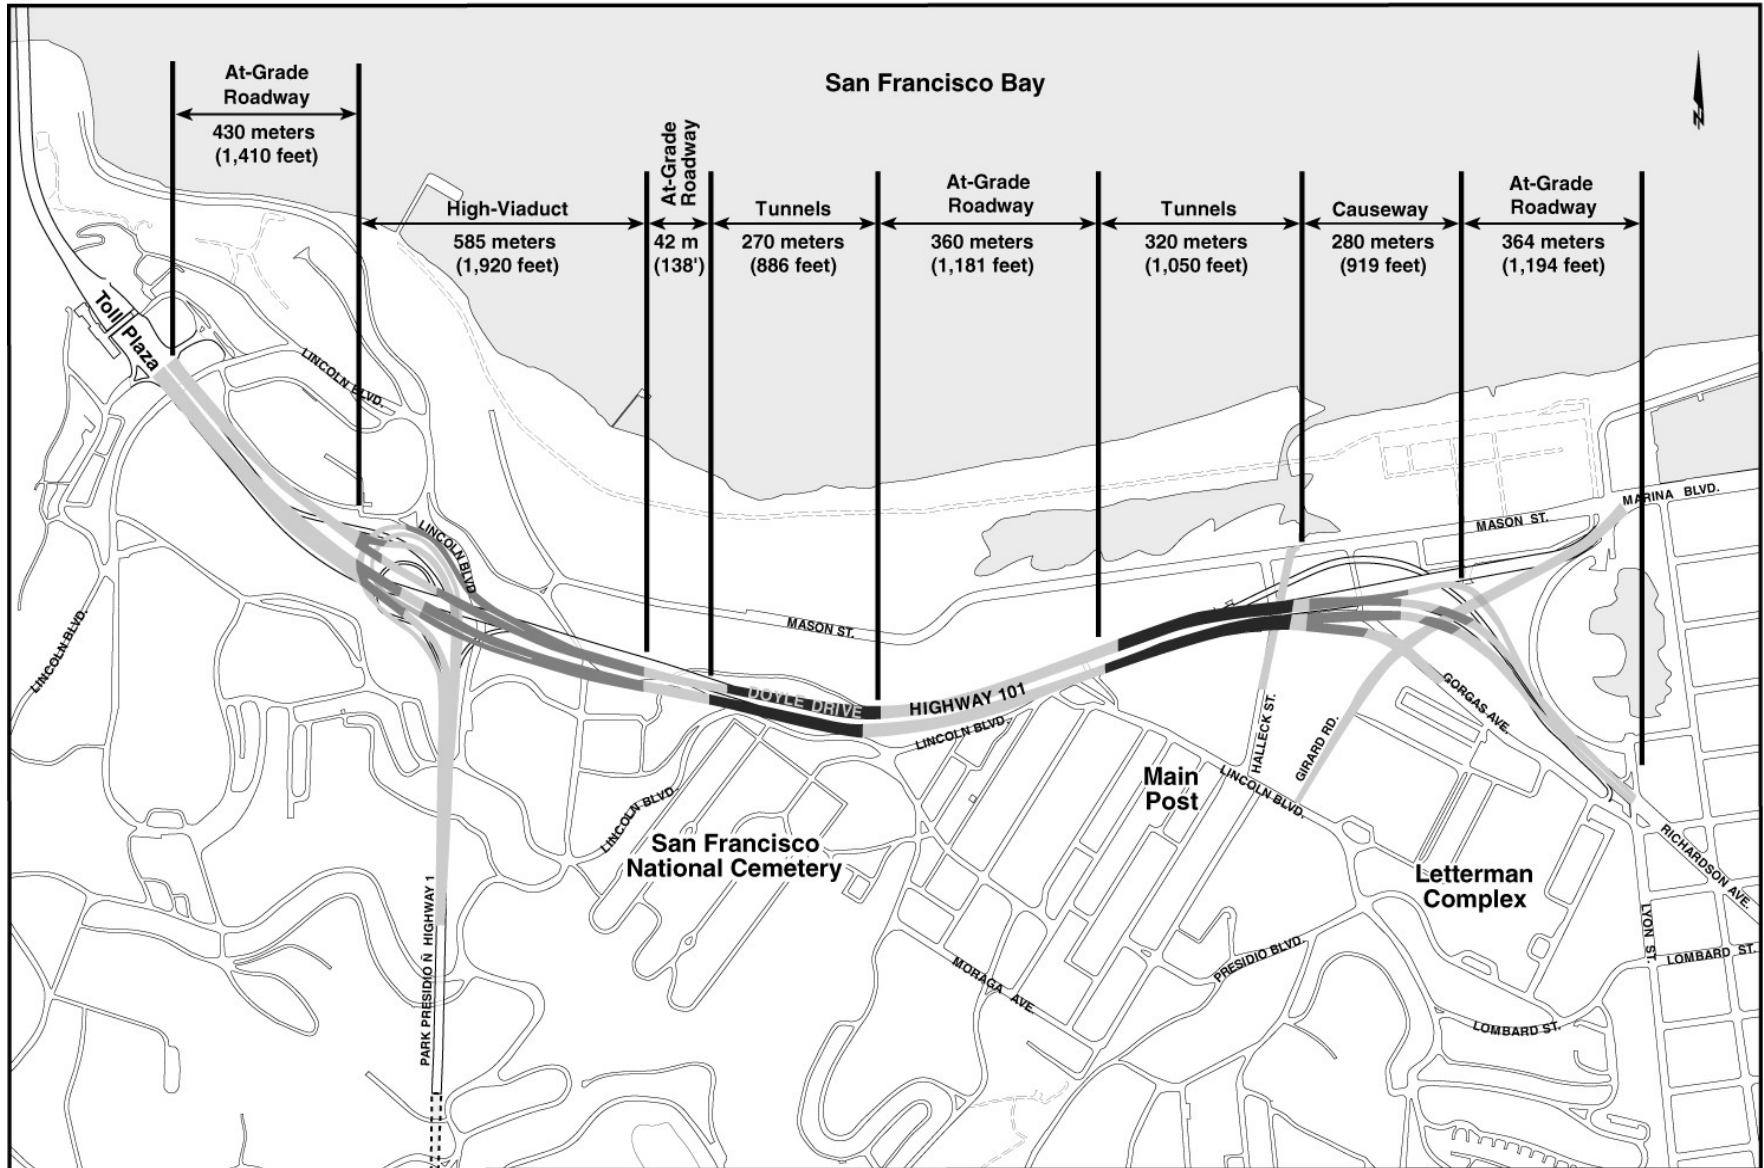 San Francisco Bay
N
At-Grade
Roadway
430 meters
(1,410 feet)
High-Viaduct
585 meters
(1,920 feet)
At-Grade
Roadway
42 m
(138')
Tunnels
270 meters
(886 feet)
At-Grade
Roadway
360 meters
(1,181 feet)
Tunnels
320 meters
(1,050 feet)
Causeway
280 meters
(919 feet)
At-Grade
Roadway
364 meters
(1,194 feet)
Toll Plaza
LINCOLN BLVD.
LINCOLN BLVD
LINCOLN BLVD.
MASON ST.
MASON ST.
MARINA BLVD.
DOYLE DRIVE
HIGHWAY 101
LINCOLN BLVD.
HALLECK ST.
GIRARD RD.
GORGAS AVE.
Main
Post
LINCOLN BLVD.
LINCOLN BLVD.
San Francisco
National Cemetery
Letterman
Complex
RICHARDSON AVE.
PARK PRESIDIO HIGHWAY 1
MORAGA AVE.
PRESIDIO BLVD.
LYON ST.
LOMBARD ST.
LOMBARD ST.